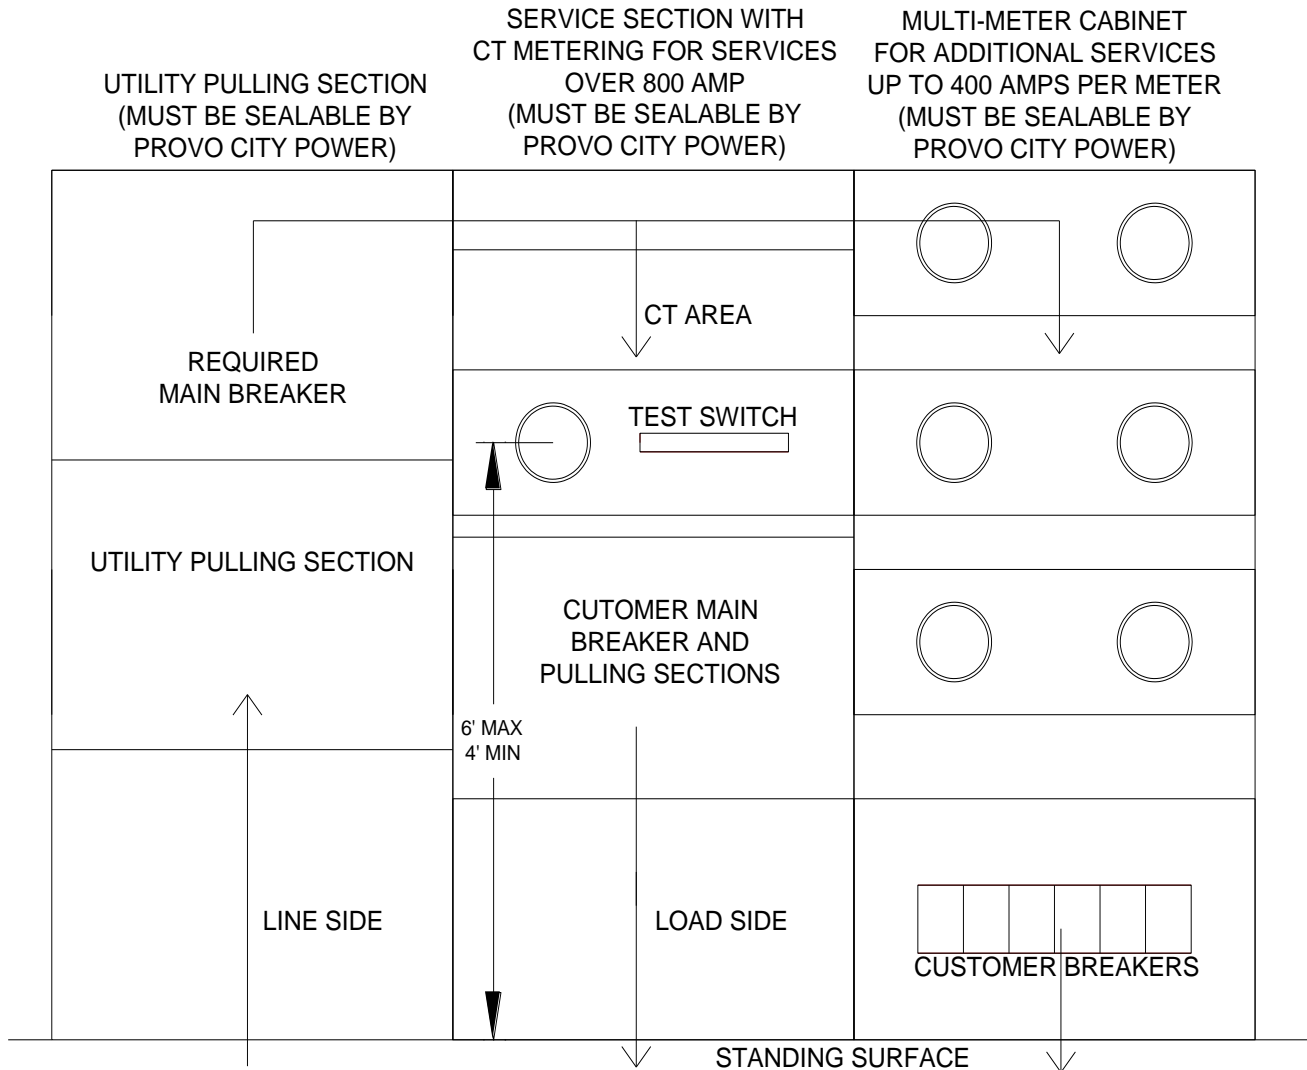 UTILITY PULLING SECTION
(MUST BE SEALABLE BY
PROVO CITY POWER)
SERVICE SECTION WITH
CT METERING FOR SERVICES
OVER 800 AMP
(MUST BE SEALABLE BY
PROVO CITY POWER)
MULTI-METER CABINET
FOR ADDITIONAL SERVICES
UP TO 400 AMPS PER METER
(MUST BE SEALABLE BY
PROVO CITY POWER)
REQUIRED
MAIN BREAKER
UTILITY PULLING SECTION
LINE SIDE
CT AREA
TEST SWITCH
CUTOMER MAIN
BREAKER AND
PULLING SECTIONS
6' MAX
4' MIN
LOAD SIDE
CUSTOMER BREAKERS
STANDING SURFACE